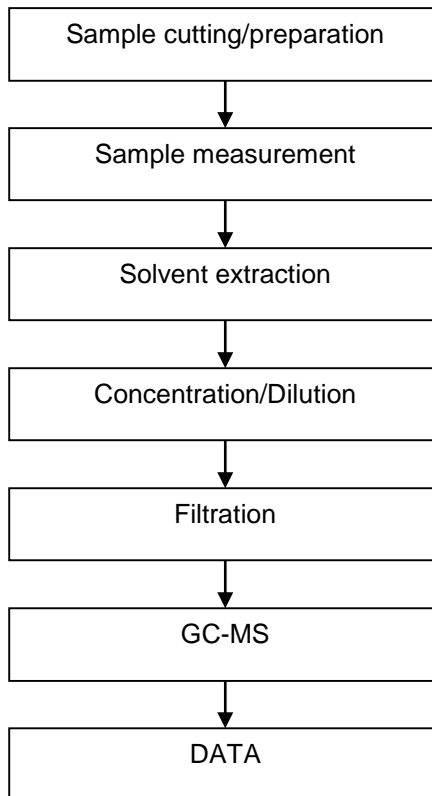 Sample cutting/preparation
Sample measurement
Solvent extraction
Concentration/Dilution
Filtration
GC-MS
DATA